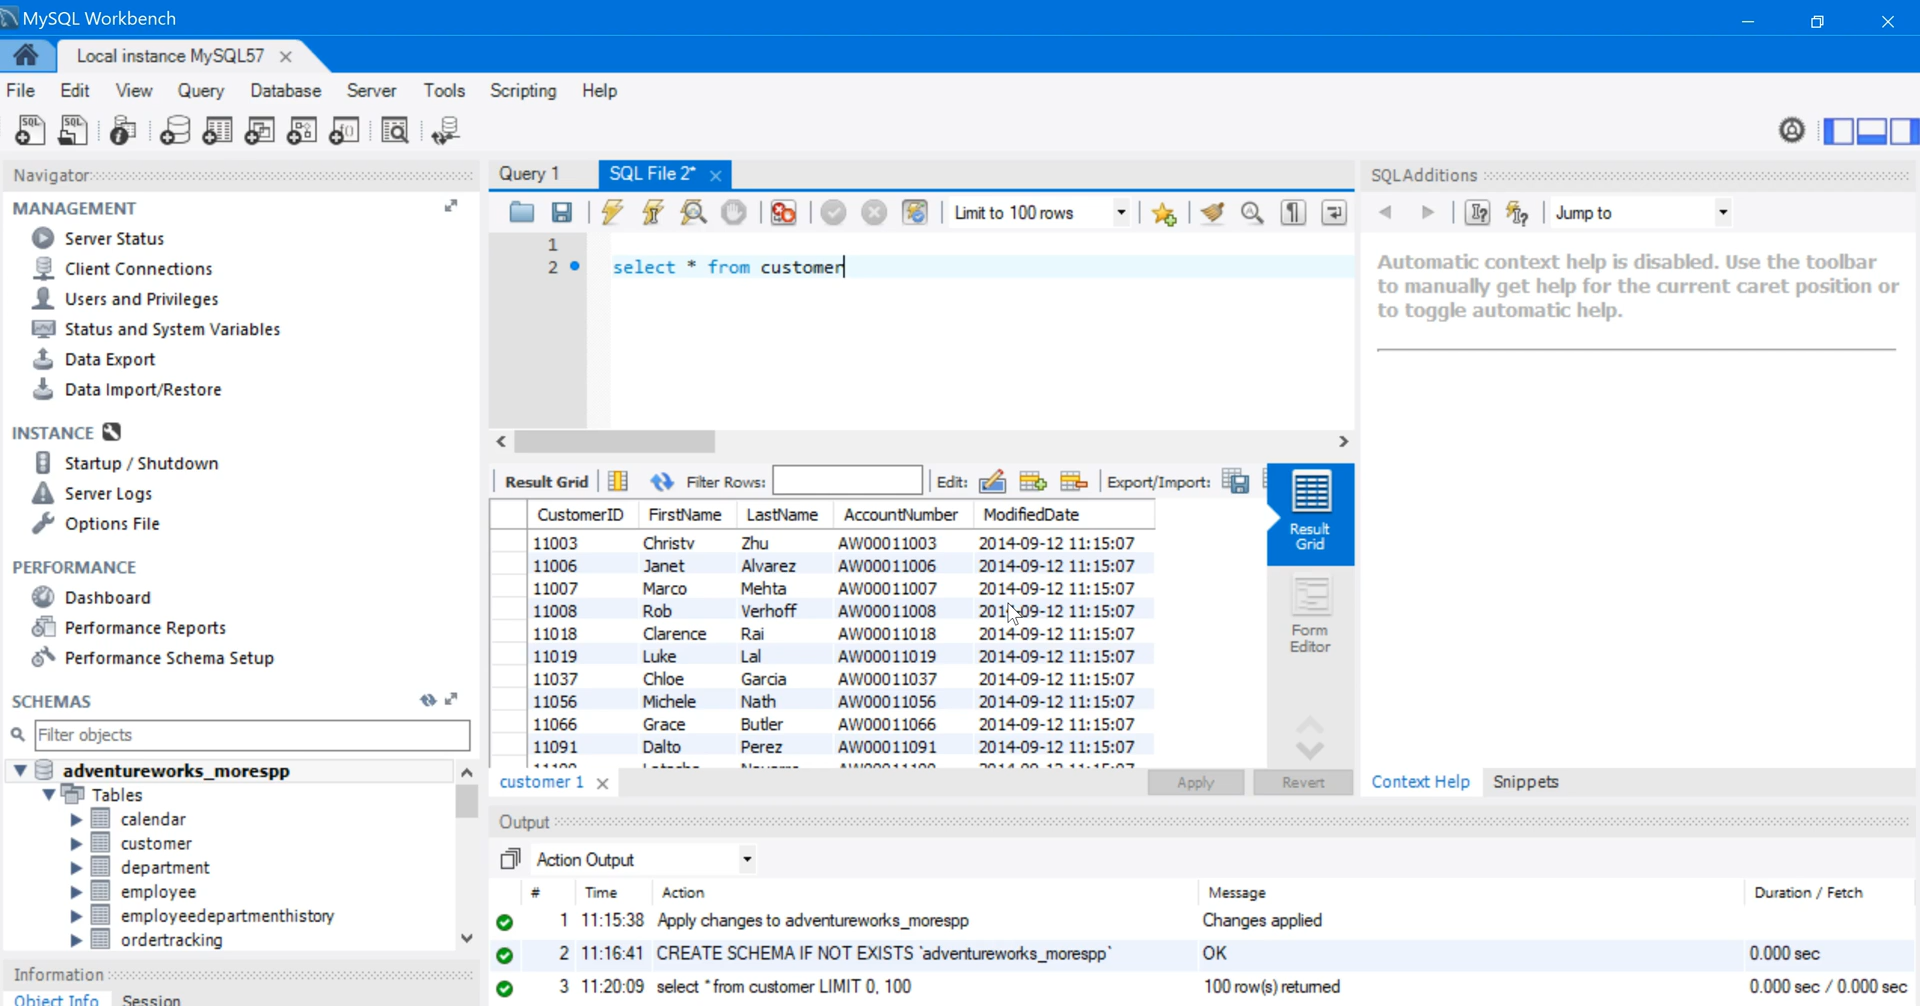 MySQL Workbench
Local instance MySQL57
File Edit View Query Database Server Tools Scripting Help
Navigator
MANAGEMENT
Server Status
Client Connections
Users and Privileges
Status and System Variables
Data Export
Data Import/Restore
INSTANCE
Startup / Shutdown
Server Logs
Options File
PERFORMANCE
Dashboard
Performance Reports
Performance Schema Setup
SCHEMAS
Filter objects
adventureworks_morespp
Tables
calendar
customer
department
employee
employeedepartmenthistory
ordertracking
Information
Object Info Session
Query 1 SQL File 2*
Limit to 100 rows
1
2 select * from customer
Result Grid Filter Rows: Edit: Export/Import:
CustomerID FirstName LastName AccountNumber ModifiedDate
11003 Christy Zhu AW00011003 2014-09-12 11:15:07
11006 Janet Alvarez AW00011006 2014-09-12 11:15:07
11007 Marco Mehta AW00011007 2014-09-12 11:15:07
11008 Rob Verhoff AW00011008 2014-09-12 11:15:07
11018 Clarence Rai AW00011018 2014-09-12 11:15:07
11019 Luke Lal AW00011019 2014-09-12 11:15:07
11037 Chloe Garcia AW00011037 2014-09-12 11:15:07
11056 Michele Nath AW00011056 2014-09-12 11:15:07
11066 Grace Butler AW00011066 2014-09-12 11:15:07
11091 Dalto Perez AW00011091 2014-09-12 11:15:07
Result
Grid
Form
Editor
customer 1 Apply Revert
SQLAdditions
Jump to
Automatic context help is disabled. Use the toolbar
to manually get help for the current caret position or
to toggle automatic help.
Context Help Snippets
Output
Action Output
# Time Action Message Duration / Fetch
1 11:15:38 Apply changes to adventureworks_morespp Changes applied
2 11:16:41 CREATE SCHEMA IF NOT EXISTS `adventureworks_morespp` OK 0.000 sec
3 11:20:09 select * from customer LIMIT 0, 100 100 row(s) returned 0.000 sec / 0.000 sec